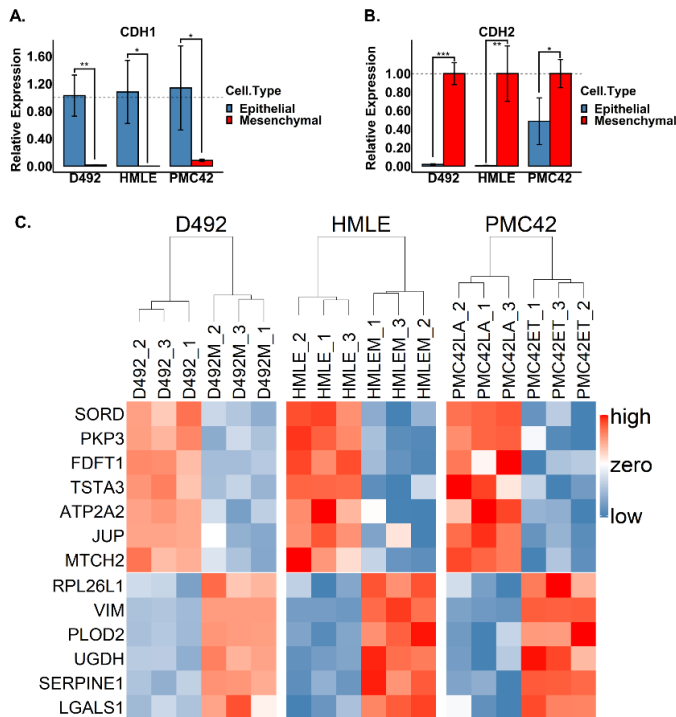 A.
CDH1
Relative Expression
1.60
1.20
0.80
0.40
0.00
**
*
*
D492 HMLE PMC42
Cell.Type
Epithelial
Mesenchymal
B.
CDH2
Relative Expression
1.00
0.80
0.60
0.40
0.20
0.00
***
**
*
D492 HMLE PMC42
Cell.Type
Epithelial
Mesenchymal
C.
D492 HMLE PMC42
D492_2
D492_3
D492_1
D492M_2
D492M_3
D492M_1
HMLE_2
HMLE_1
HMLE_3
HMLEM_1
HMLEM_3
HMLEM_2
PMC42LA_2
PMC42LA_1
PMC42LA_3
PMC42ET_1
PMC42ET_3
PMC42ET_2
SORD
PKP3
FDFT1
TSTA3
ATP2A2
JUP
MTCH2
RPL26L1
VIM
PLOD2
UGDH
SERPINE1
LGALS1
high
zero
low